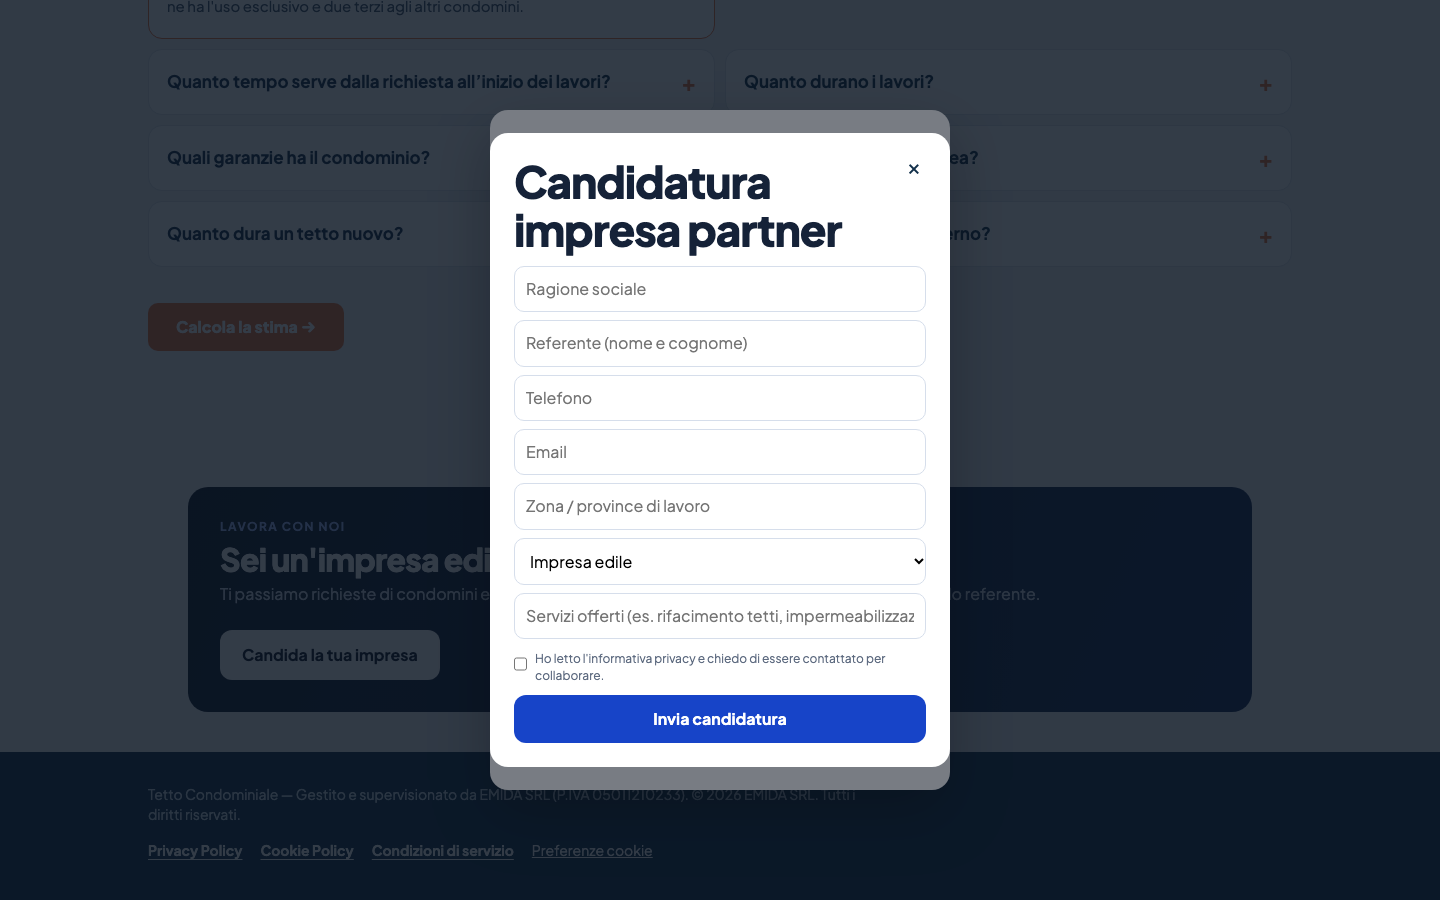 ne ha l'uso esclusivo e due terzi agli altri condomini.
Quanto tempo serve dalla richiesta all'inizio dei lavori? +
Quanto durano i lavori? +
Quali garanzie ha il condominio?
ea? +
Quanto dura un tetto nuovo?
erno? +
Calcola la stima →
Candidatura
impresa partner
×
Ragione sociale
Referente (nome e cognome)
Telefono
Email
Zona / province di lavoro
Impresa edile
Servizi offerti (es. rifacimento tetti, impermeabilizzaz
Ho letto l'informativa privacy e chiedo di essere contattato per
collaborare.
Invia candidatura
LAVORA CON NOI
Sei un'impresa edi
Ti passiamo richieste di condomini e
o referente.
Candida la tua impresa
Tetto Condominiale — Gestito e supervisionato da EMIDA SRL (P.IVA 05011210233). © 2026 EMIDA SRL. Tutti i
diritti riservati.
Privacy Policy Cookie Policy Condizioni di servizio Preferenze cookie